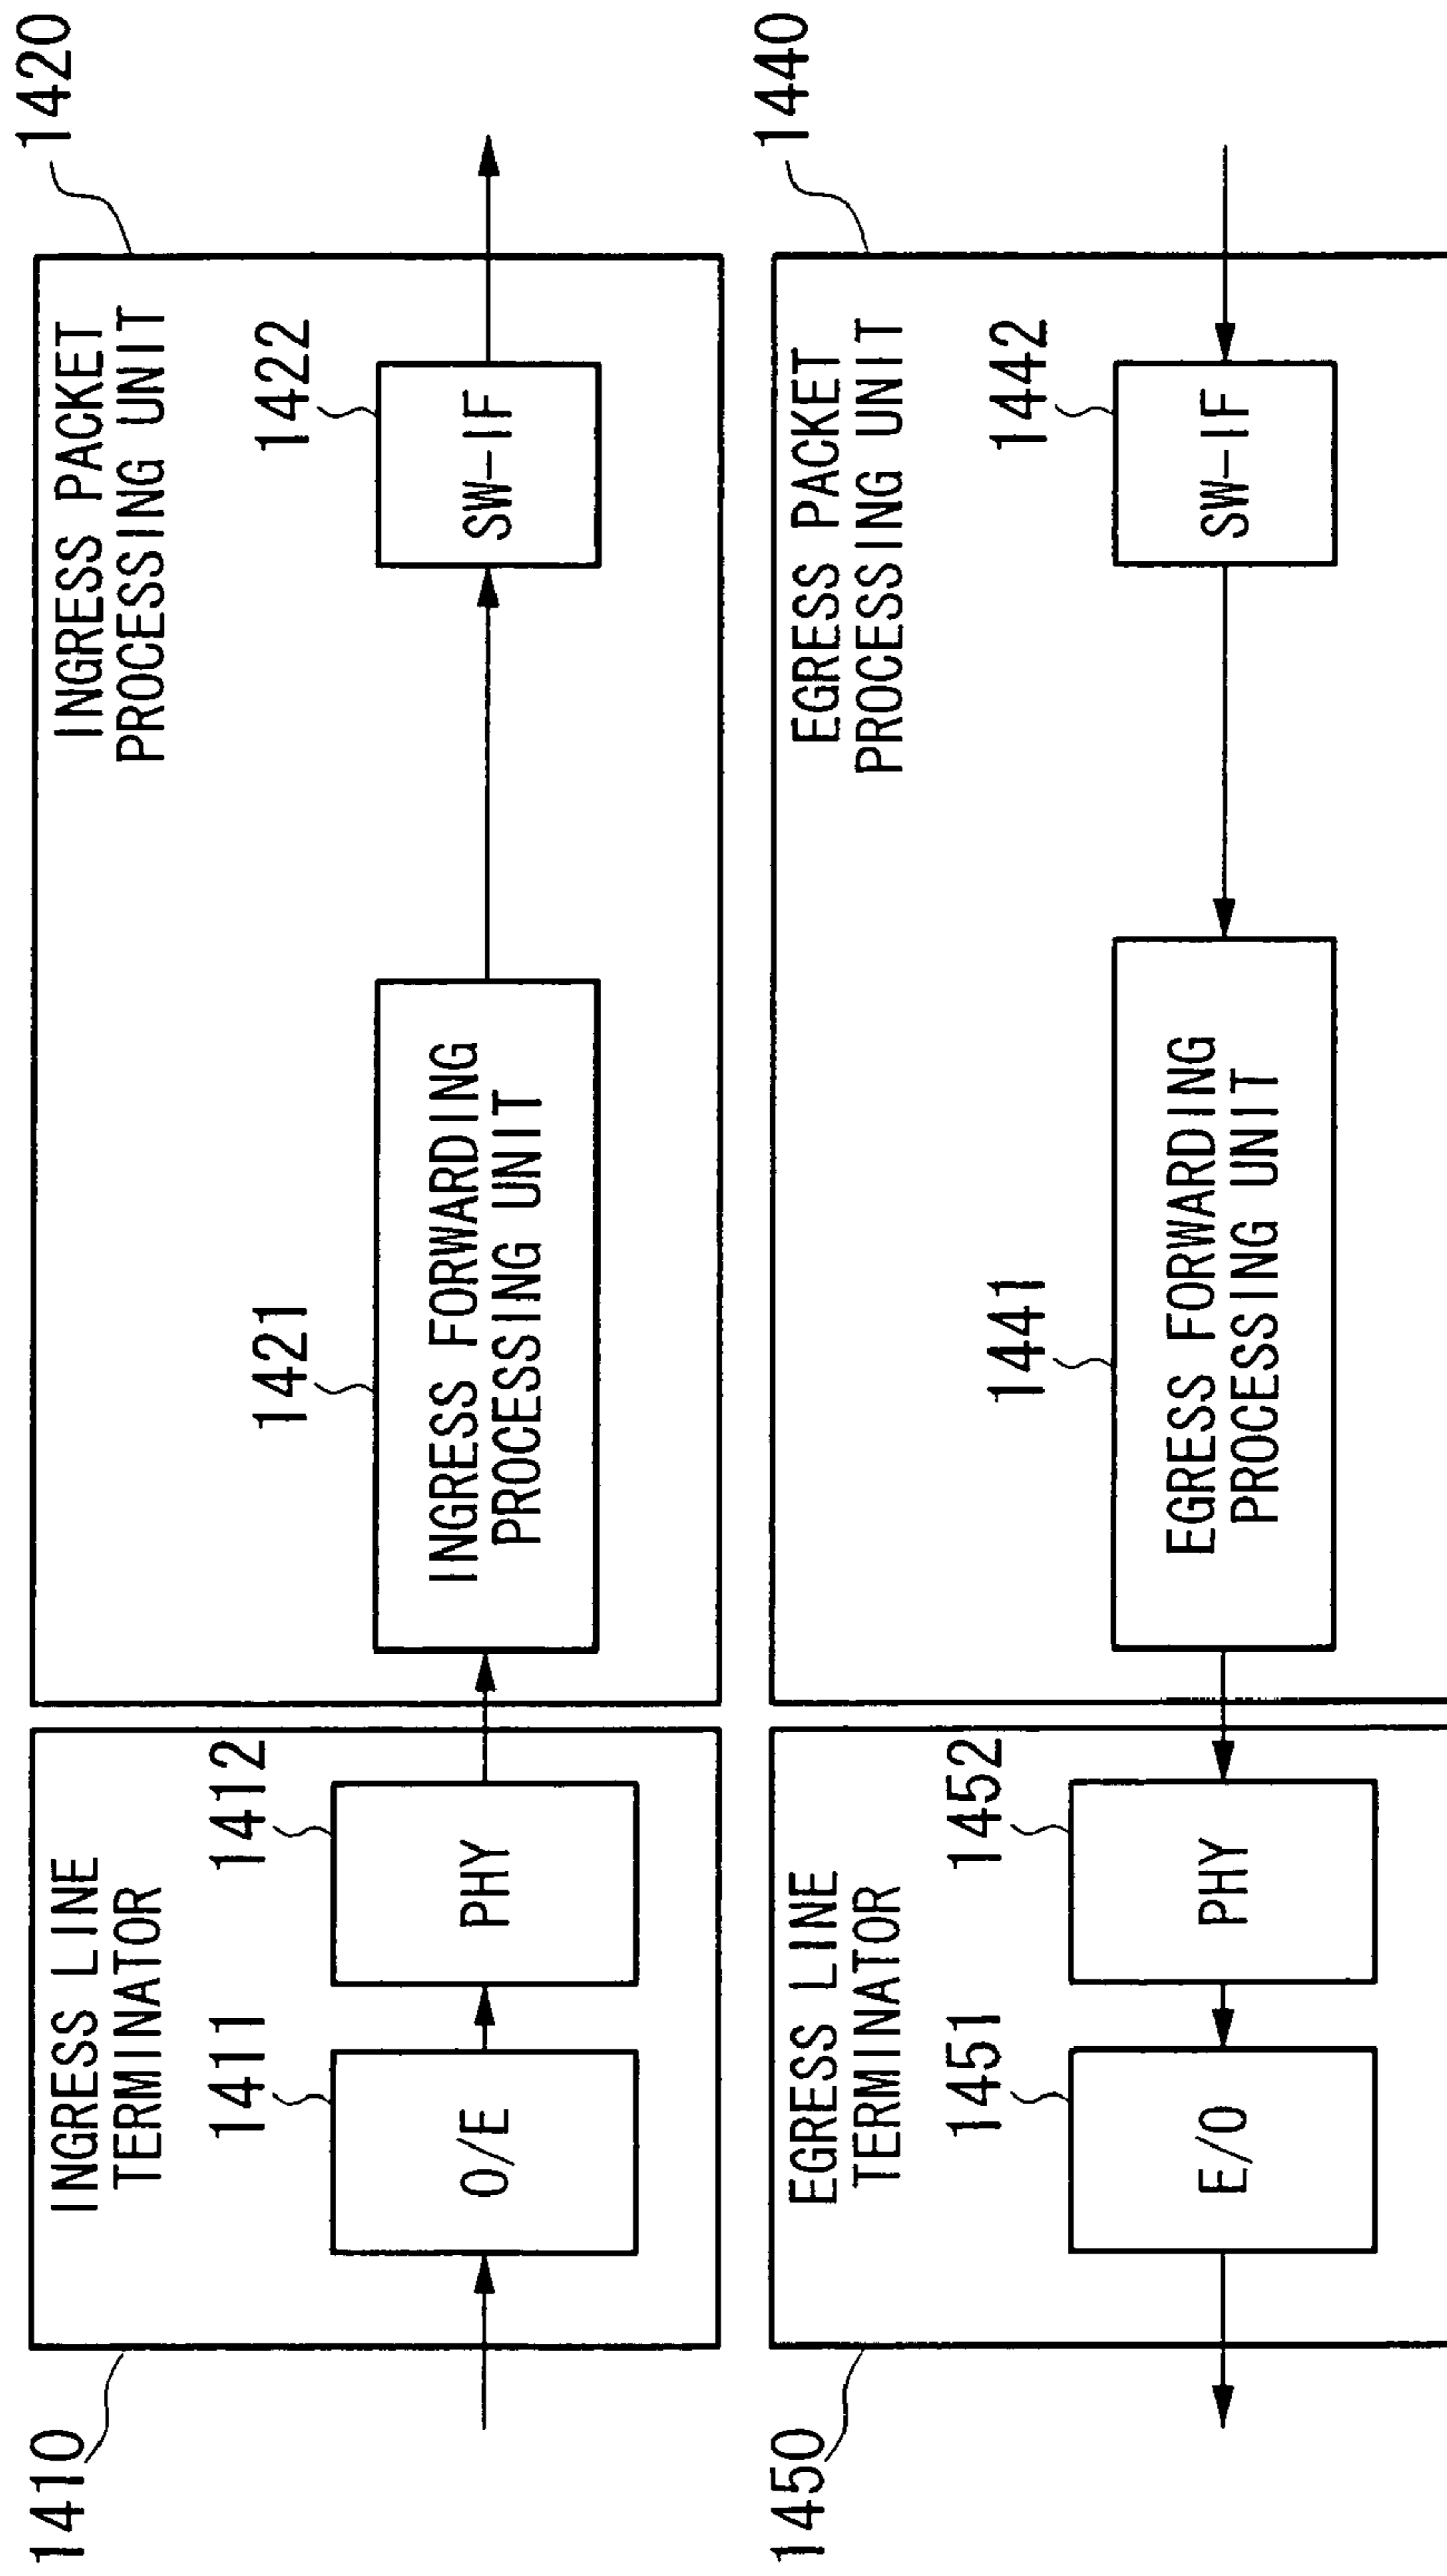 1410
INGRESS LINE
TERMINATOR
1411
O/E
1412
PHY
1420
INGRESS PACKET
PROCESSING UNIT
1421
INGRESS FORWARDING
PROCESSING UNIT
1422
SW-IF
1450
EGRESS LINE
TERMINATOR
1451
E/O
1452
PHY
1440
EGRESS PACKET
PROCESSING UNIT
1441
EGRESS FORWARDING
PROCESSING UNIT
1442
SW-IF